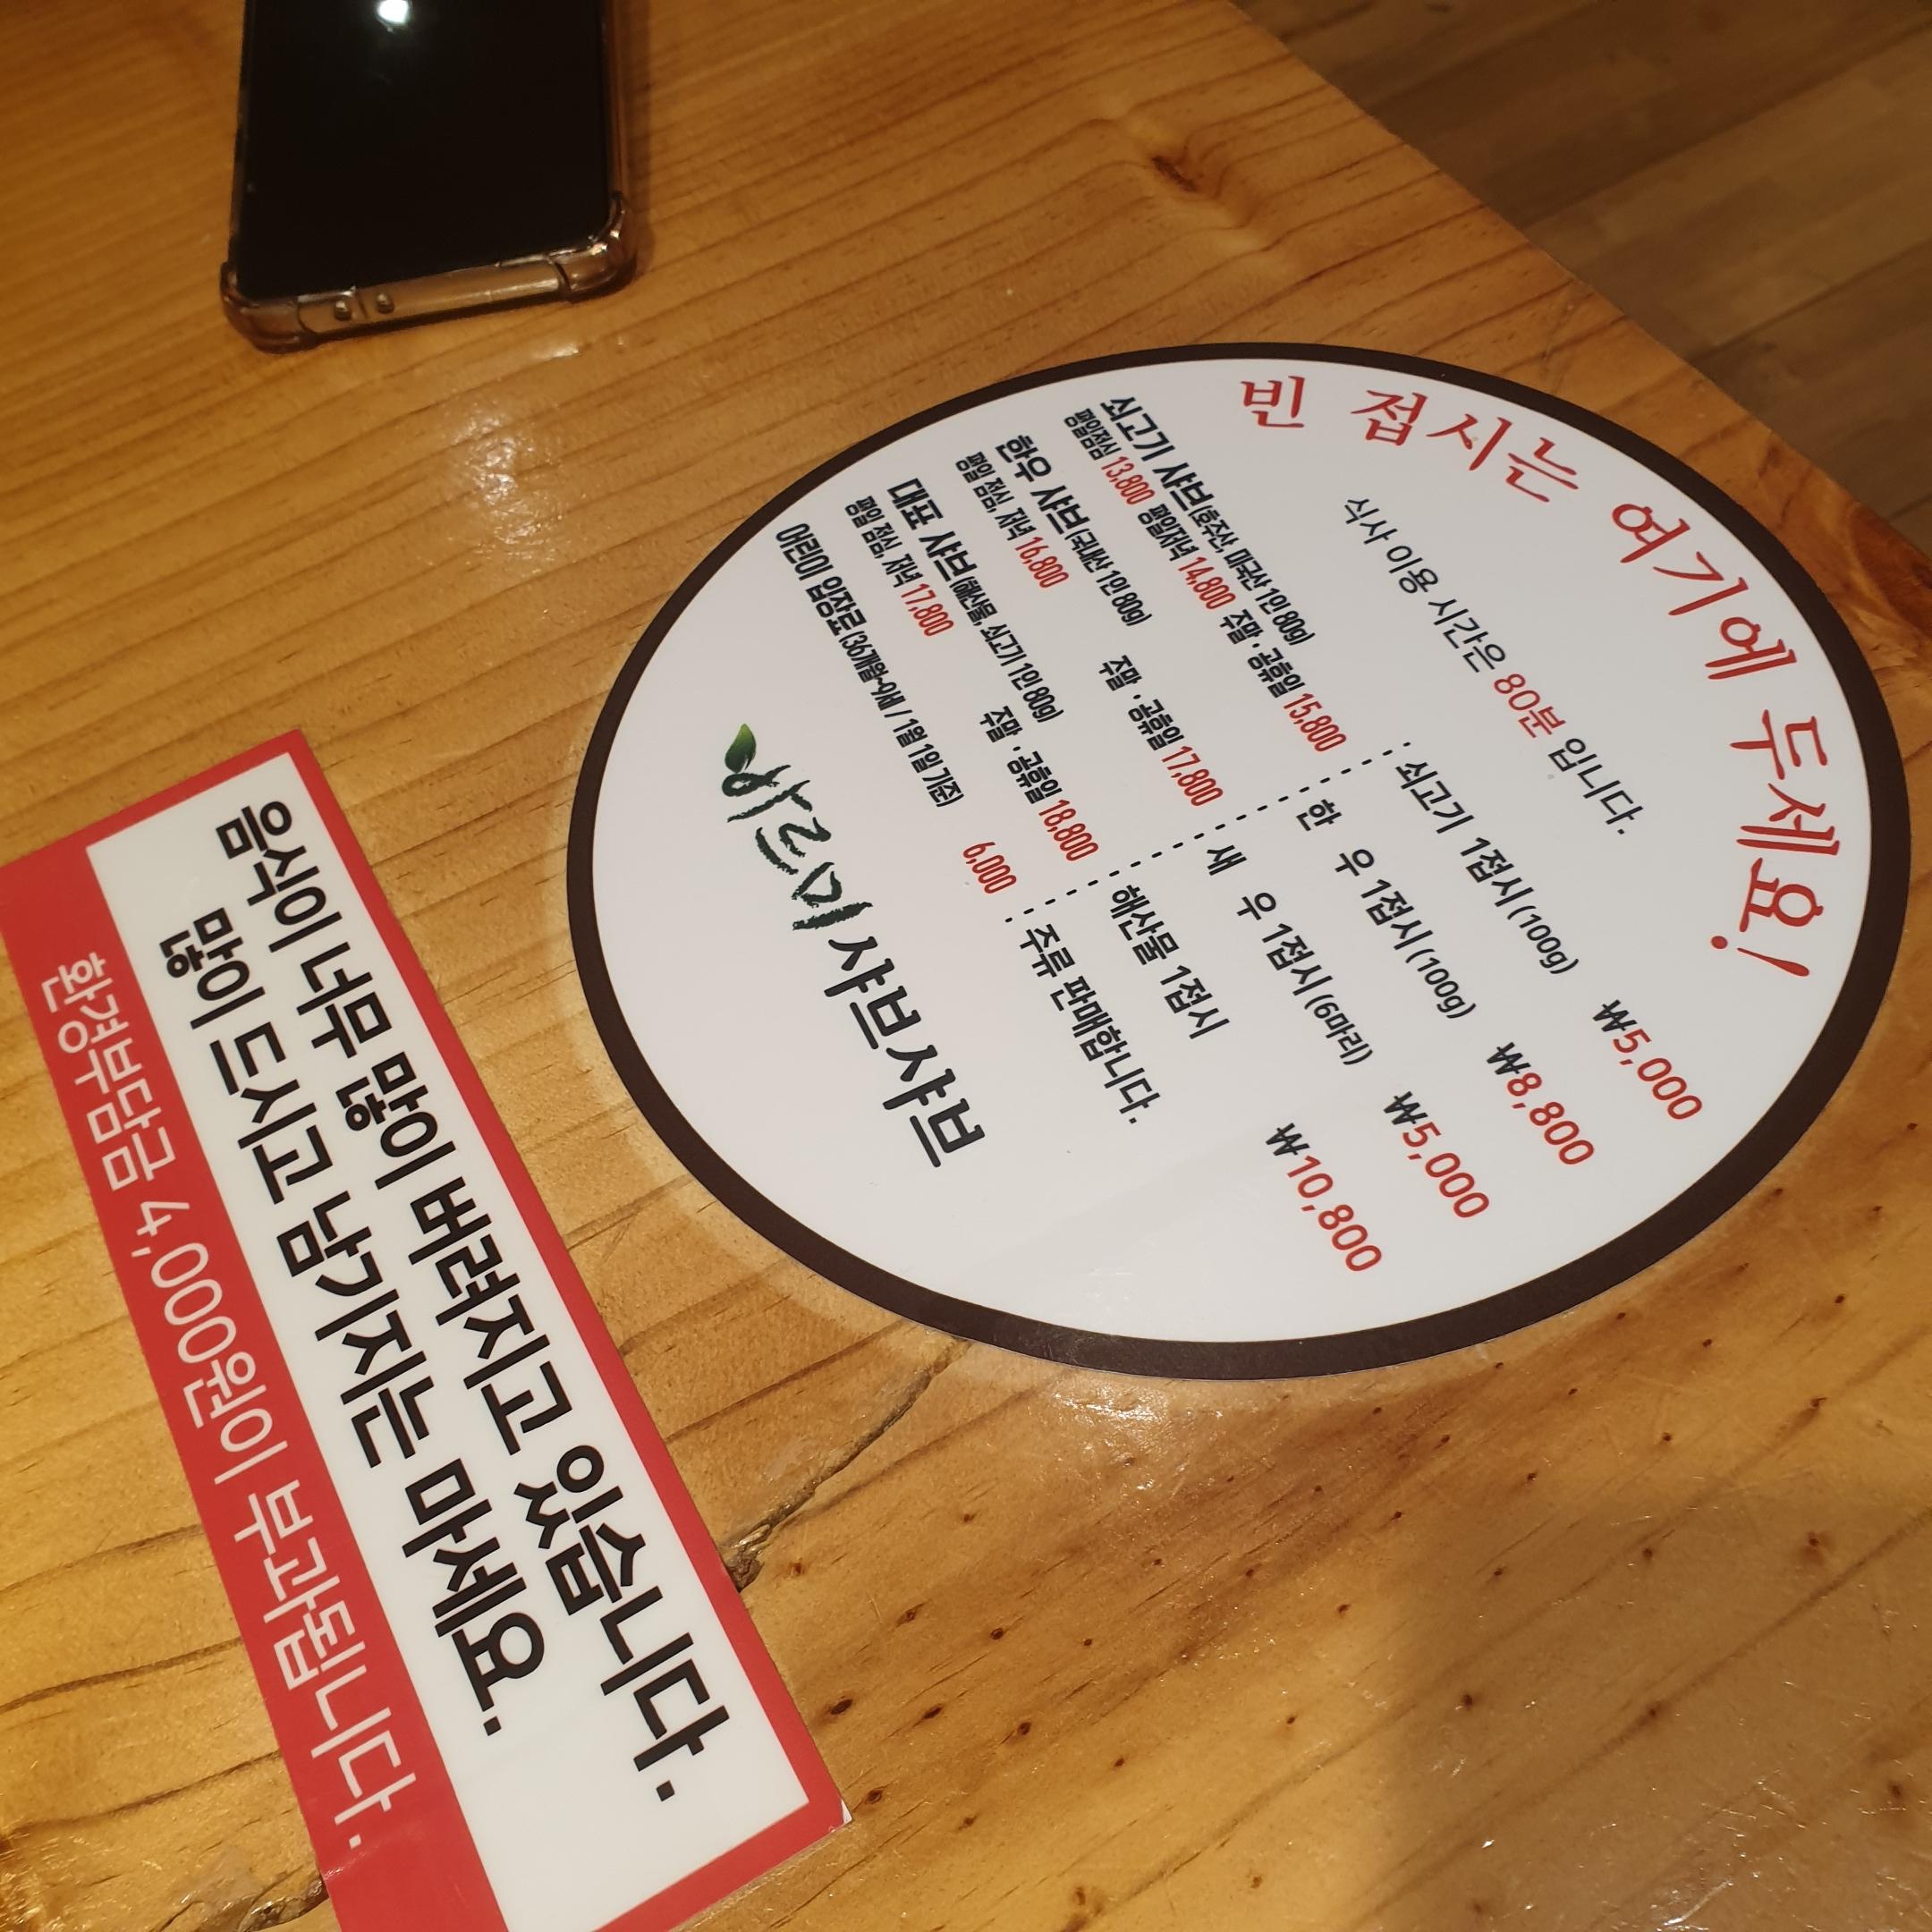 빈 접시는 여기에 두세요!
식사 이용 시간은 80분 입니다.
쇠고기 샤브(호주산, 미국산 1인 80g)
평일점심 13,800 평일저녁 14,800 주말·공휴일 15,800
한우 샤브(국내산 1인 80g)
평일 점심, 저녁 16,800 주말·공휴일 17,800
대표 샤브(해산물, 쇠고기 1인 80g)
평일 점심, 저녁 17,800 주말·공휴일 18,800
어린이 입장료(36개월~9세 / 1월 1일 기준) 6,000
쇠고기 1접시(100g) ₩5,000
한 우 1접시(100g) ₩8,800
새 우 1접시(6마리) ₩5,000
해산물 1접시 ₩10,800
주류 판매합니다.
바르미 샤브샤브
음식이 너무 많이 버려지고 있습니다.
많이 드시고 남기지는 마세요.
환경부담금 4,000원이 부과됩니다.